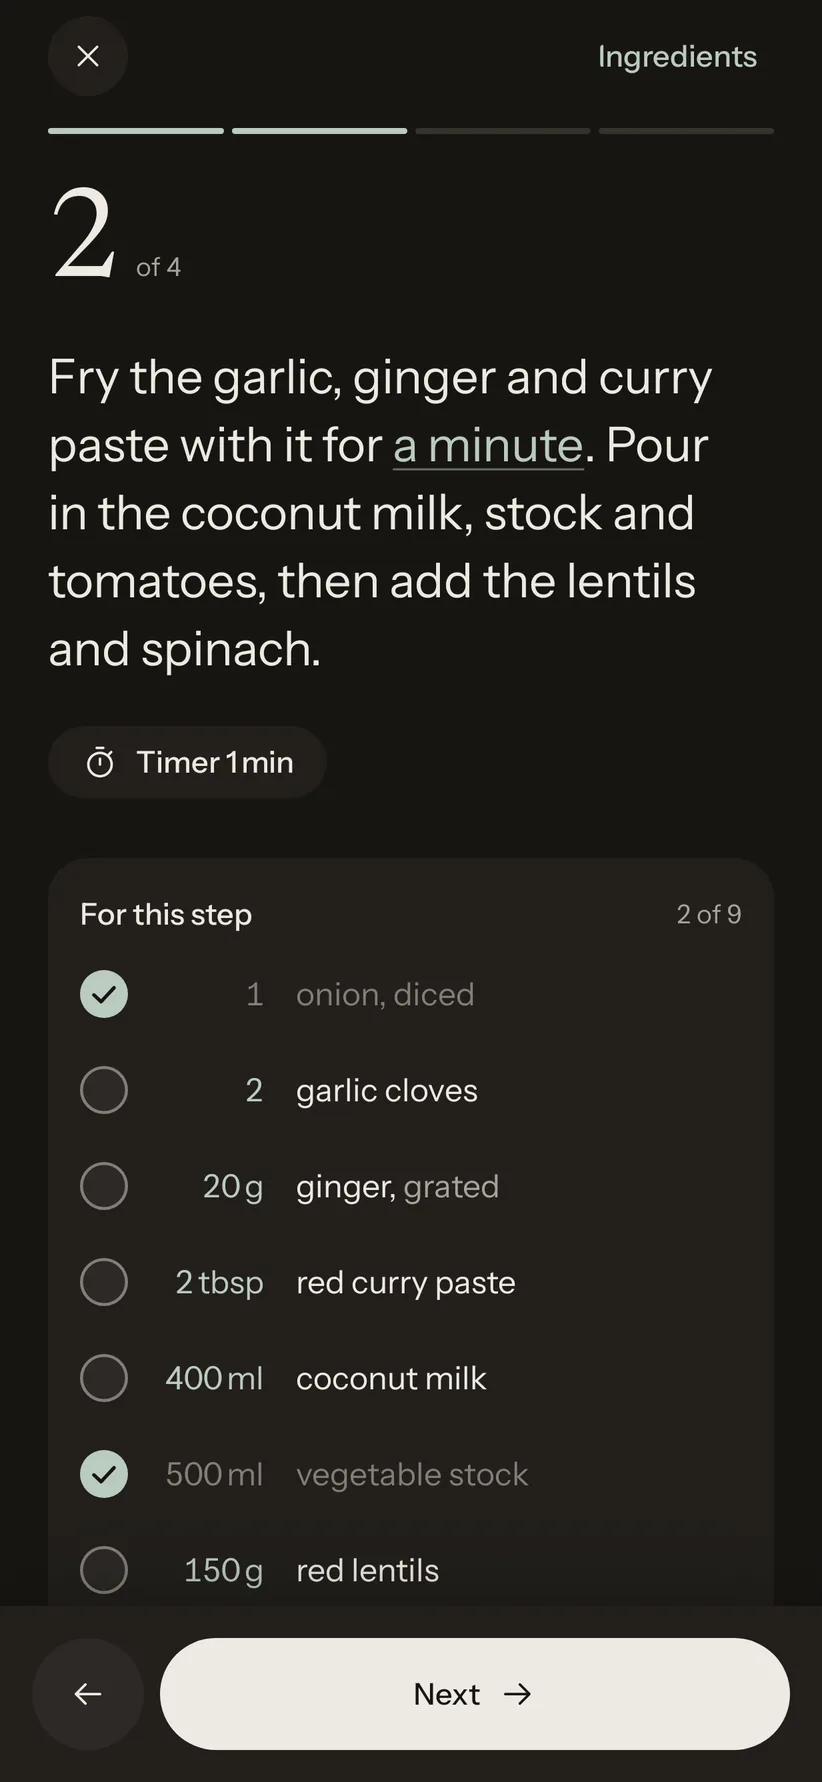 Ingredients
2 of 4
Fry the garlic, ginger and curry
paste with it for a minute. Pour
in the coconut milk, stock and
tomatoes, then add the lentils
and spinach.
Timer 1 min
For this step 2 of 9
1 onion, diced
2 garlic cloves
20 g ginger, grated
2 tbsp red curry paste
400 ml coconut milk
500 ml vegetable stock
150 g red lentils
Next